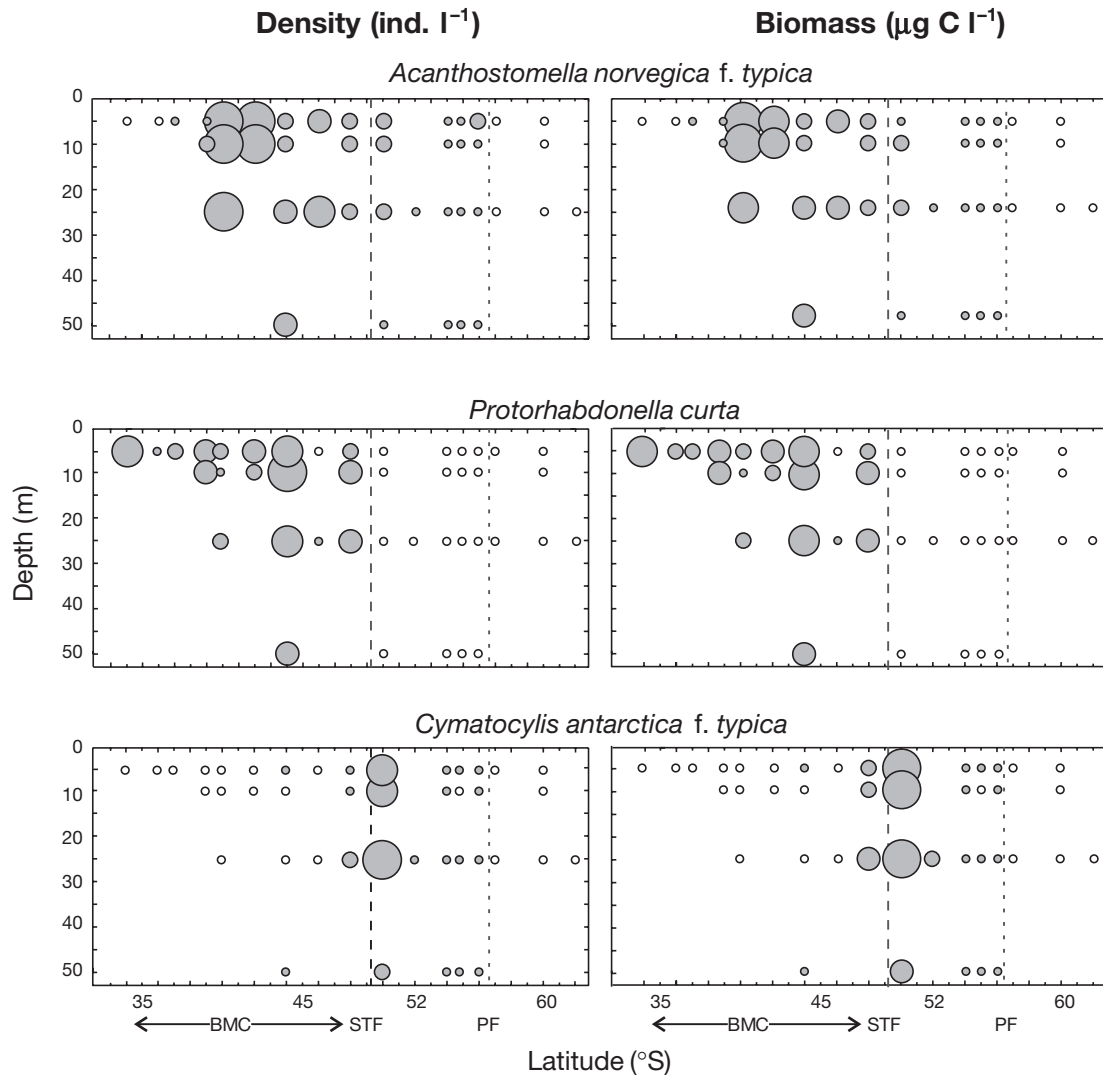 Density (ind. l⁻¹) Biomass (µg C l⁻¹)
Acanthostomella norvegica f. typica
0
10
20
30
40
50
Protorhabdonella curta
0
10
20
30
40
50
Depth (m)
Cymatocylis antarctica f. typica
0
10
20
30
40
50
35 45 52 60 35 45 52 60
BMC STF PF BMC STF PF
Latitude (°S)